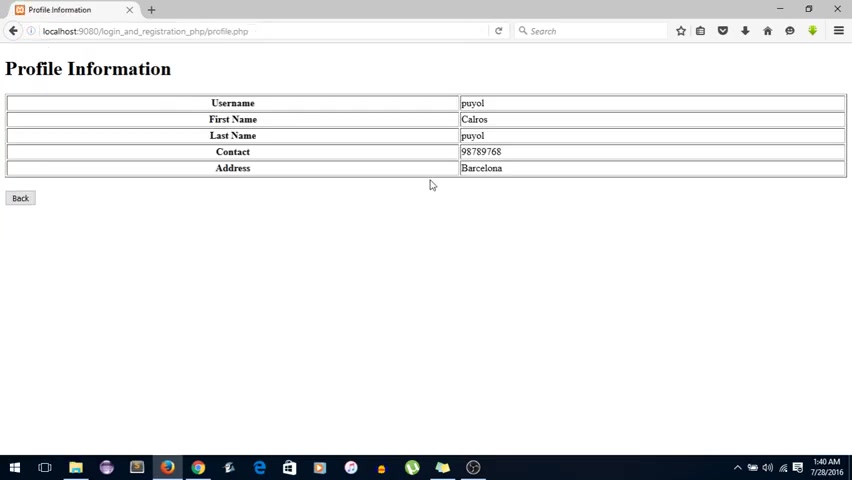 Profile Information
localhost:9080/login_and_registration_php/profile.php
Search
Profile Information
Username puyol
First Name Calros
Last Name puyol
Contact 98789768
Address Barcelona
Back
1:40 AM
7/28/2016